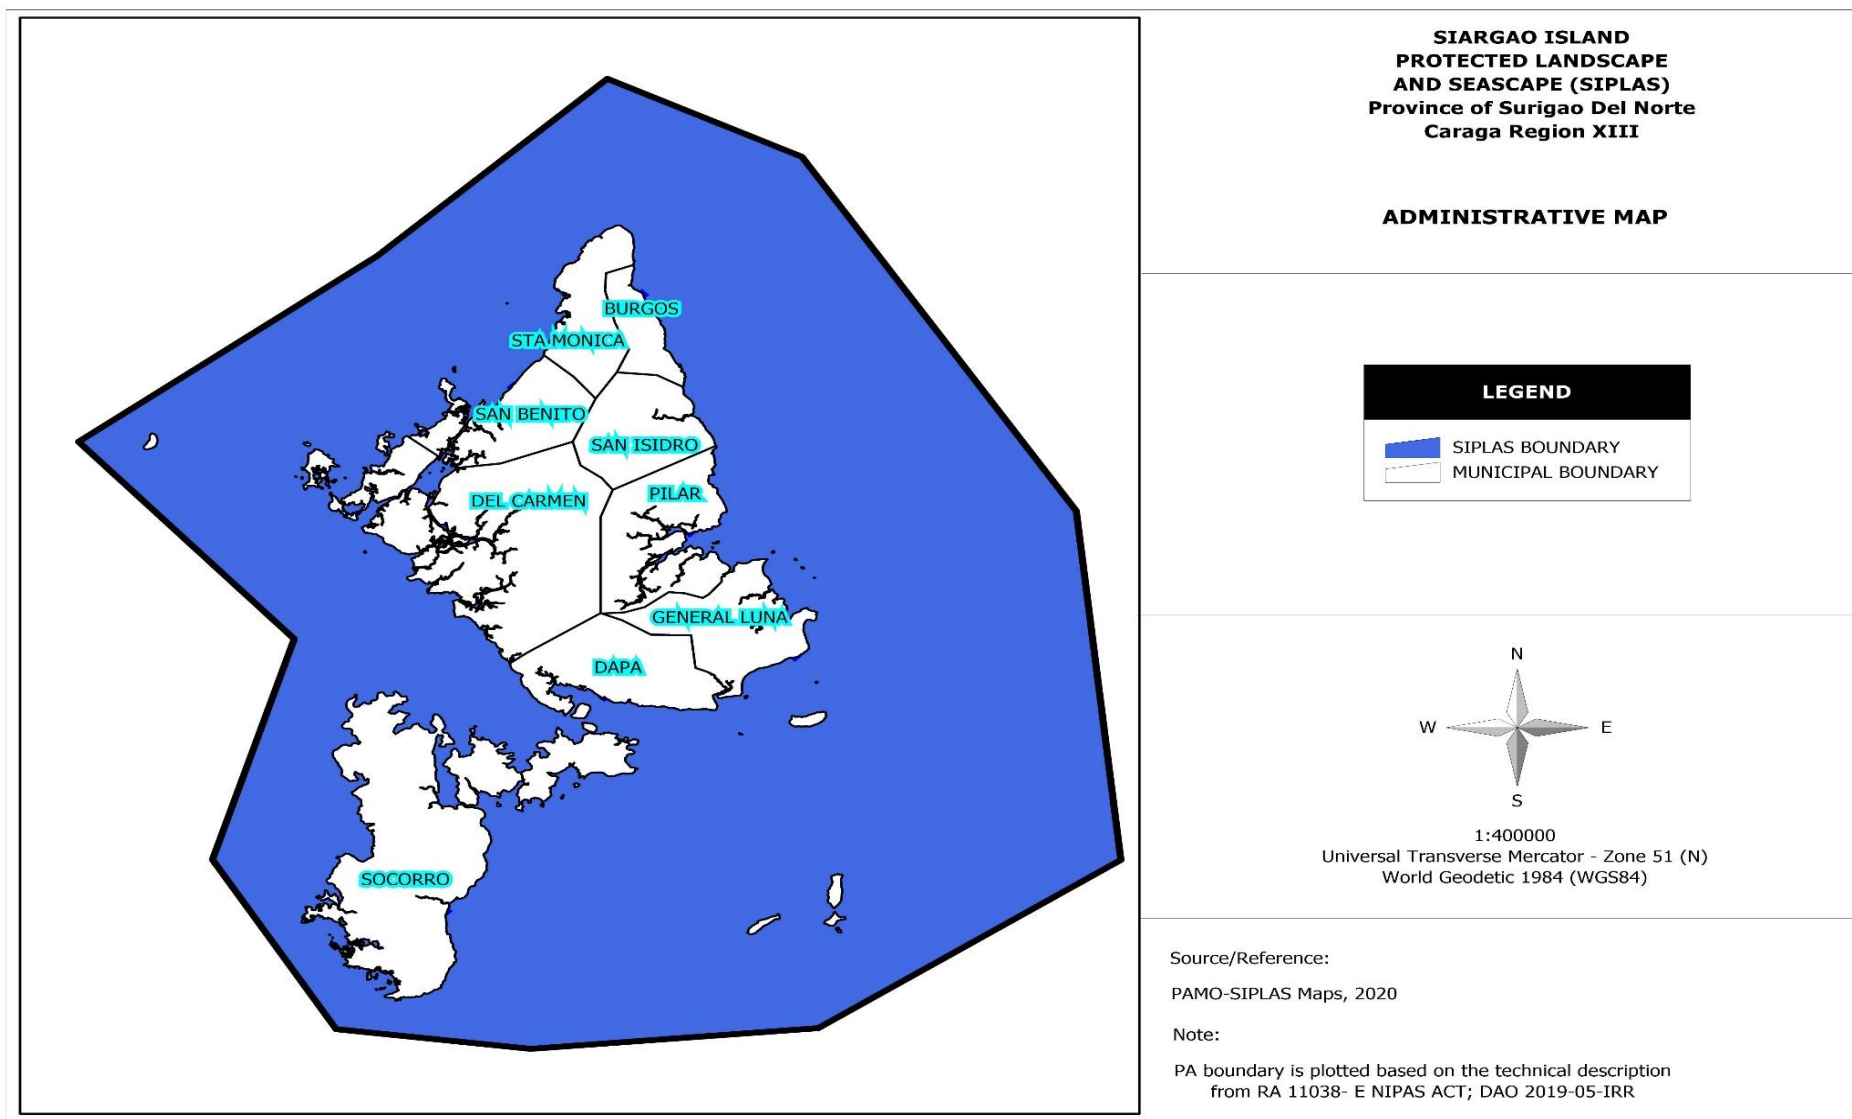 SIARGAO ISLAND
PROTECTED LANDSCAPE
AND SEASCAPE (SIPLAS)
Province of Surigao Del Norte
Caraga Region XIII
ADMINISTRATIVE MAP
BURGOS
STA MONICA
SAN BENITO
SAN ISIDRO
DEL CARMEN
PILAR
GENERAL LUNA
DAPA
SOCORRO
LEGEND
SIPLAS BOUNDARY
MUNICIPAL BOUNDARY
N
W
E
S
1:400000
Universal Transverse Mercator - Zone 51 (N)
World Geodetic 1984 (WGS84)
Source/Reference:
PAMO-SIPLAS Maps, 2020
Note:
PA boundary is plotted based on the technical description
from RA 11038- E NIPAS ACT; DAO 2019-05-IRR